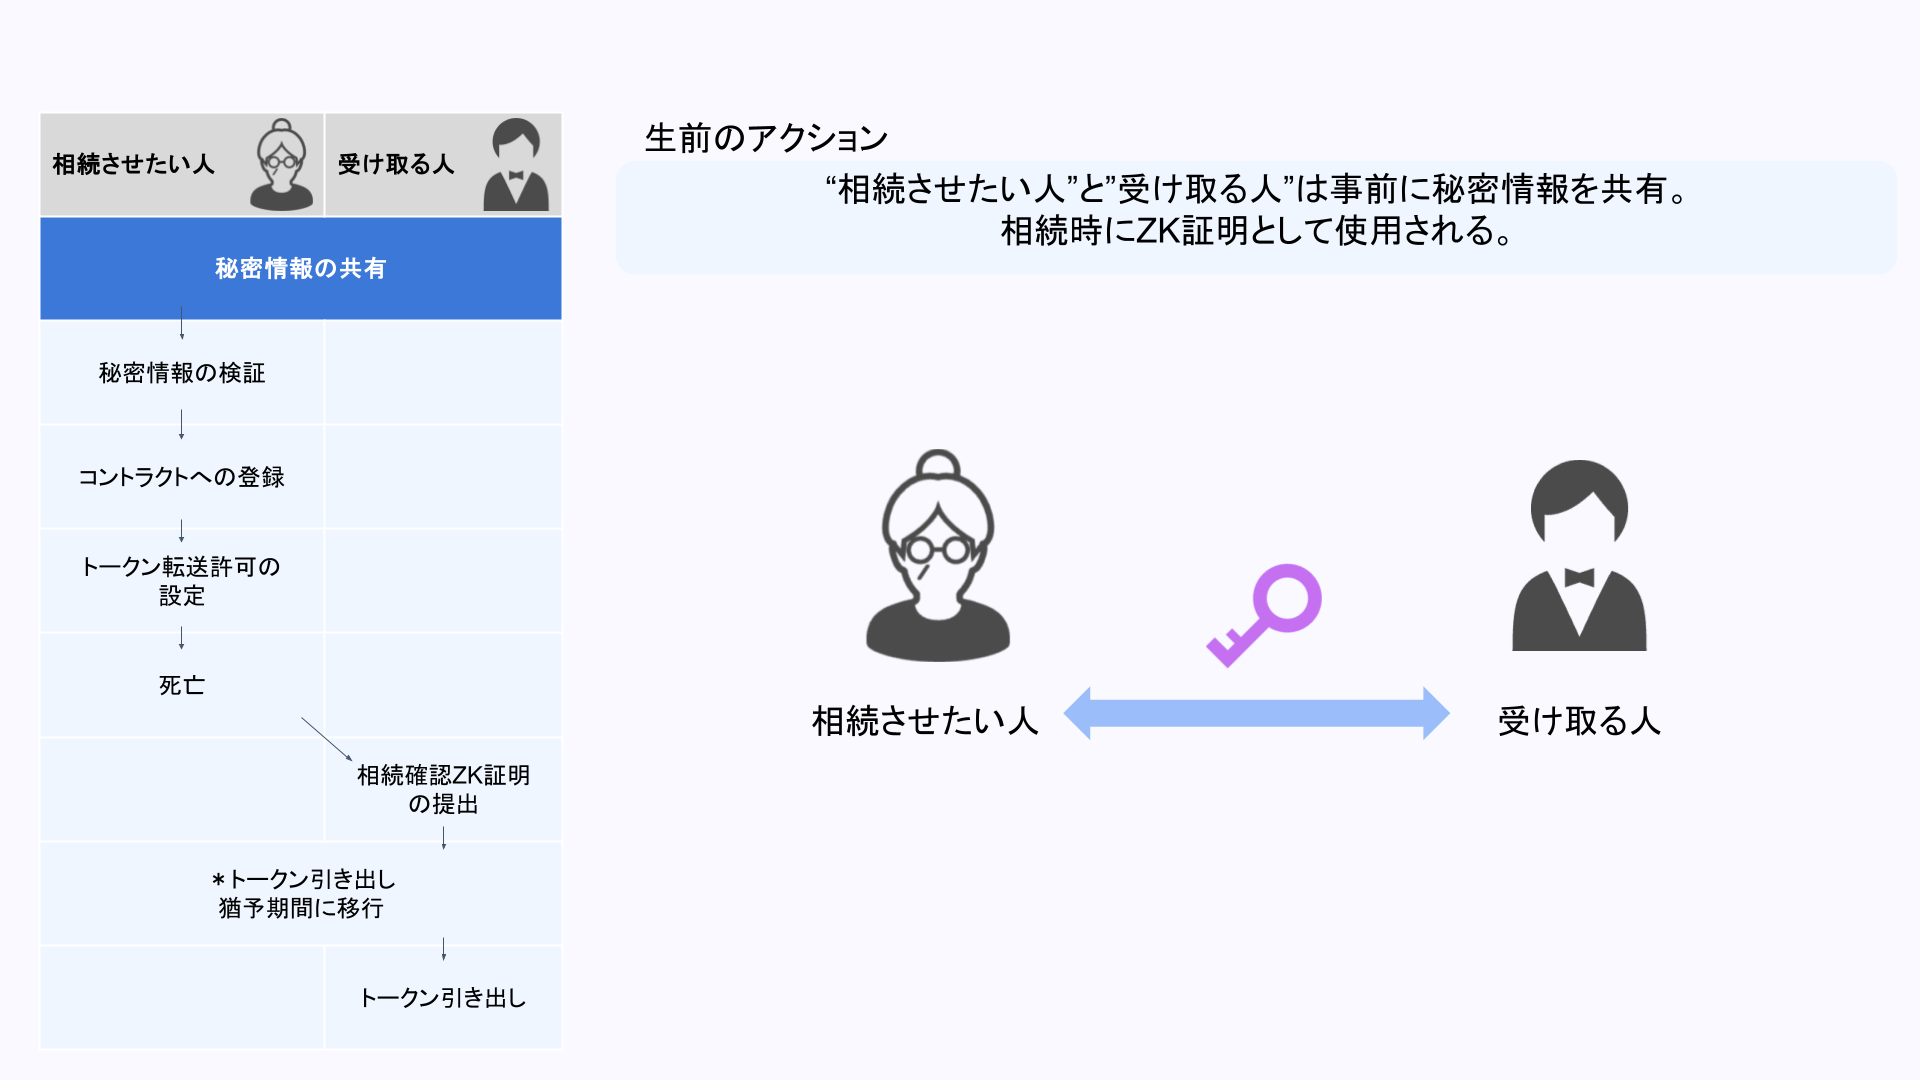 相続させたい人
受け取る人
秘密情報の共有
秘密情報の検証
コントラクトへの登録
トークン転送許可の
設定
死亡
相続確認ZK証明
の提出
*トークン引き出し
猶予期間に移行
トークン引き出し
生前のアクション
“相続させたい人”と”受け取る人”は事前に秘密情報を共有。
相続時にZK証明として使用される。
相続させたい人
受け取る人